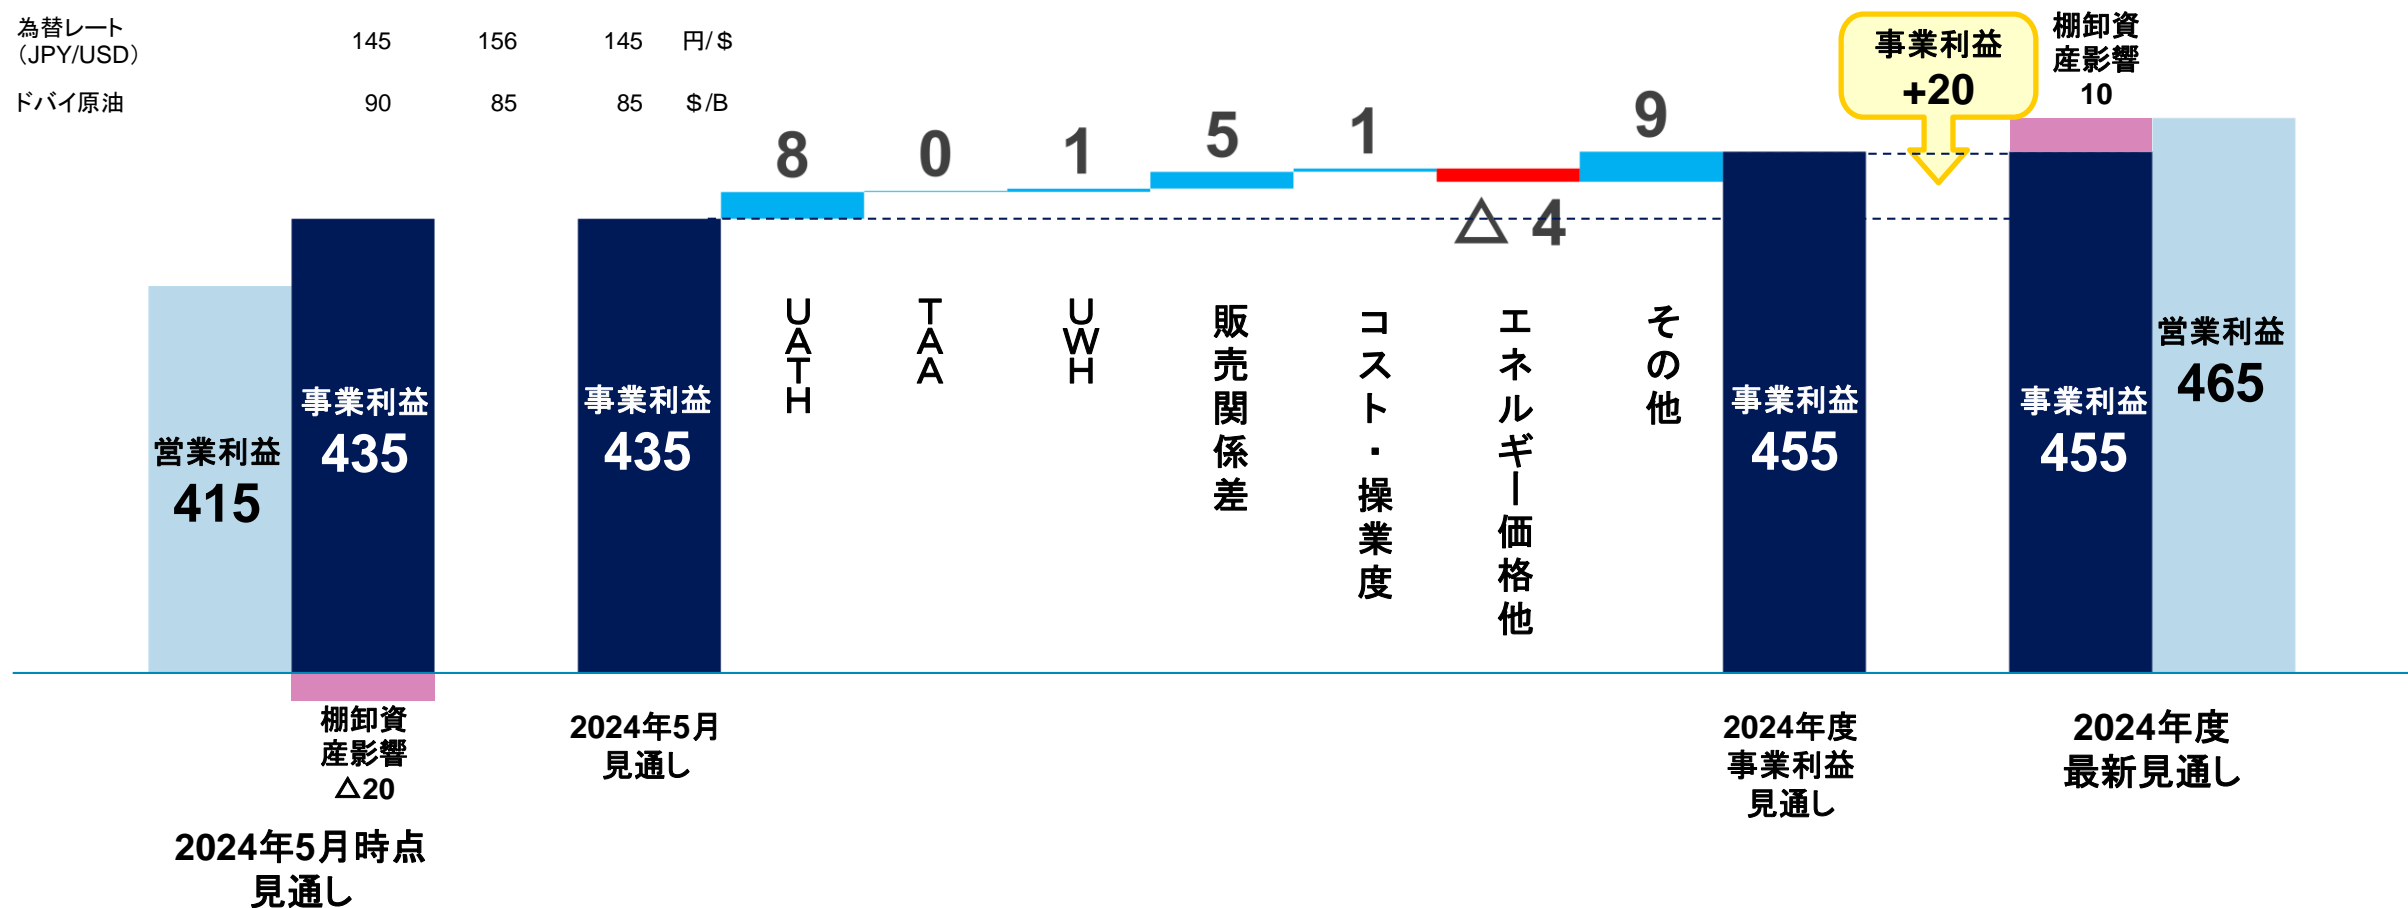 為替レート
（JPY/USD） 145 156 145 円/＄
ドバイ原油 90 85 85 ＄/B
8
0
1
5
1
△ 4
9
事業利益
+20
棚卸資
産影響
10
営業利益
415
事業利益
435
事業利益
435
UATH
TAA
UWH
販売関係差
コスト・操業度
エネルギー価格他
その他
事業利益
455
事業利益
455
営業利益
465
棚卸資
産影響
△20
2024年5月時点
見通し
2024年5月
見通し
2024年度
事業利益
見通し
2024年度
最新見通し